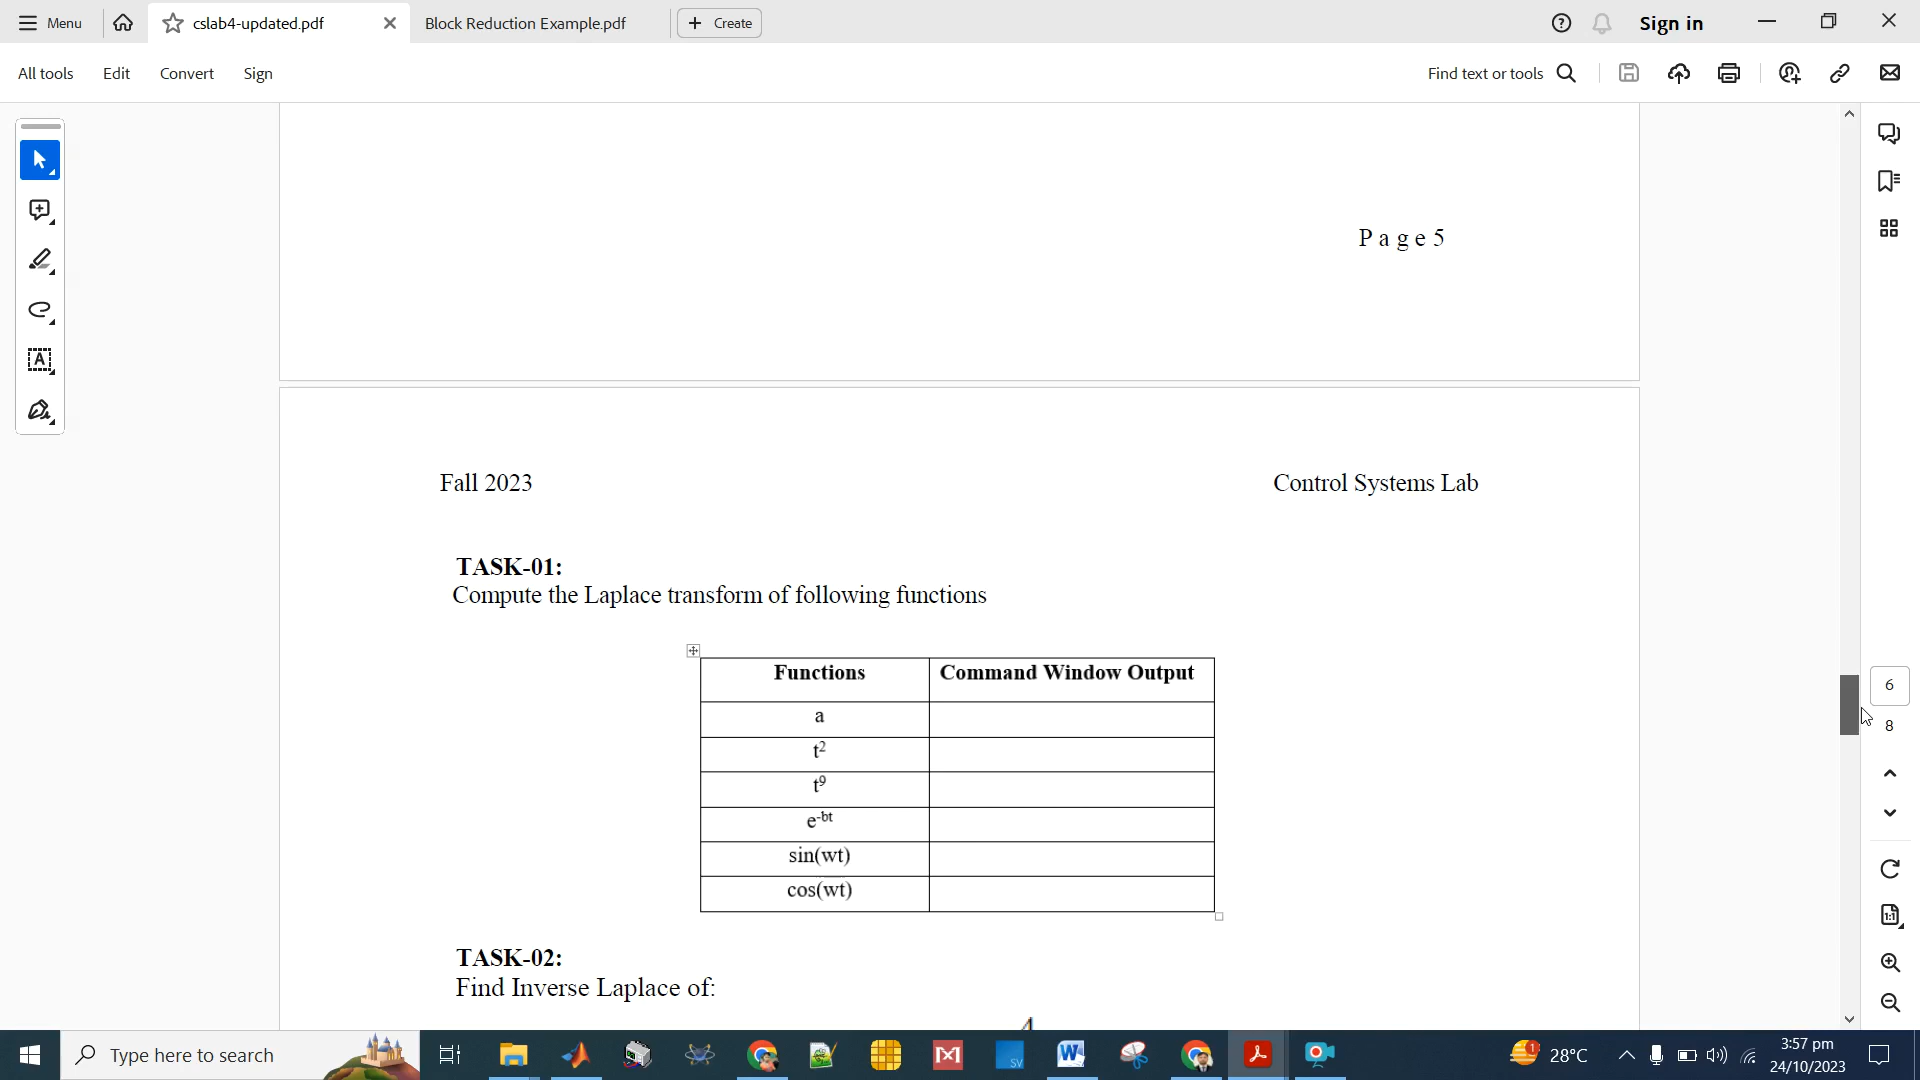 Menu
cslab4-updated.pdf
Block Reduction Example.pdf
Create
Sign in
All tools
Edit
Convert
Sign
Find text or tools
P a g e 5
Fall 2023
Control Systems Lab
TASK-01:
Compute the Laplace transform of following functions
Functions
Command Window Output
a
t²
t⁹
e⁻ᵇᵗ
sin(wt)
cos(wt)
TASK-02:
Find Inverse Laplace of:
4
6
8
Type here to search
1
28°C
3:57 pm
24/10/2023